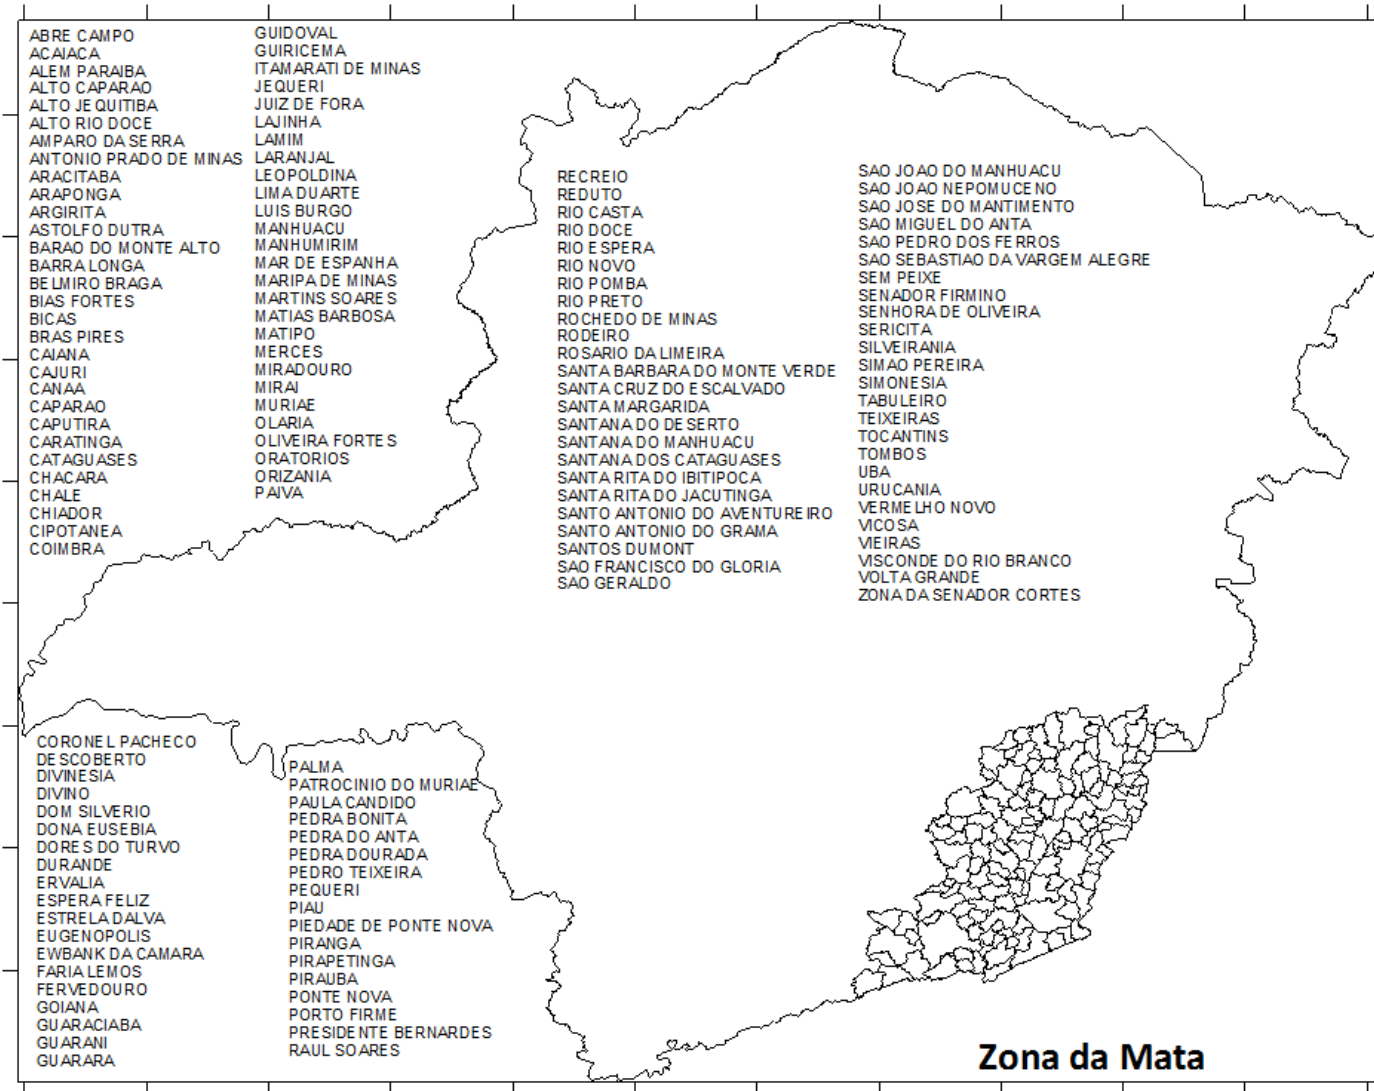 ABRE CAMPO
ACAIACA
ALEM PARAIBA
ALTO CAPARAO
ALTO JEQUITIBA
ALTO RIO DOCE
AMPARO DA SERRA
ANTONIO PRADO DE MINAS
ARACITABA
ARAPONGA
ARGIRITA
ASTOLFO DUTRA
BARAO DO MONTE ALTO
BARRA LONGA
BELMIRO BRAGA
BIAS FORTES
BICAS
BRAS PIRES
CAIANA
CAJURI
CANAA
CAPARAO
CAPUTIRA
CARATINGA
CATAGUASES
CHACARA
CHALE
CHIADOR
CIPOTANEA
COIMBRA
GUIDOVAL
GUIRICEMA
ITAMARATI DE MINAS
JEQUERI
JUIZ DE FORA
LAJINHA
LAMIM
LARANJAL
LEOPOLDINA
LIMA DUARTE
LUIS BURGO
MANHUACU
MANHUMIRIM
MAR DE ESPANHA
MARIPA DE MINAS
MARTINS SOARES
MATIAS BARBOSA
MATIPO
MERCES
MIRADOURO
MIRAI
MURIAE
OLARIA
OLIVEIRA FORTES
ORATORIOS
ORIZANIA
PAIVA
RECREIO
REDUTO
RIO CASTA
RIO DOCE
RIO ESPERA
RIO NOVO
RIO POMBA
RIO PRETO
ROCHEDO DE MINAS
RODEIRO
ROSARIO DA LIMEIRA
SANTA BARBARA DO MONTE VERDE
SANTA CRUZ DO ESCALVADO
SANTA MARGARIDA
SANTANA DO DESERTO
SANTANA DO MANHUACU
SANTANA DOS CATAGUASES
SANTA RITA DO IBITIPOCA
SANTA RITA DO JACUTINGA
SANTO ANTONIO DO AVENTUREIRO
SANTO ANTONIO DO GRAMA
SANTOS DUMONT
SAO FRANCISCO DO GLORIA
SAO GERALDO
SAO JOAO DO MANHUACU
SAO JOAO NEPOMUCENO
SAO JOSE DO MANTIMENTO
SAO MIGUEL DO ANTA
SAO PEDRO DOS FERROS
SAO SEBASTIAO DA VARGEM ALEGRE
SEM PEIXE
SENADOR FIRMINO
SENHORA DE OLIVEIRA
SERICITA
SILVEIRANIA
SIMAO PEREIRA
SIMONESIA
TABULEIRO
TEIXEIRAS
TOCANTINS
TOMBOS
UBA
URUCANIA
VERMELHO NOVO
VICOSA
VIEIRAS
VISCONDE DO RIO BRANCO
VOLTA GRANDE
ZONA DA SENADOR CORTES
CORONEL PACHECO
DESCOBERTO
DIVINESIA
DIVINO
DOM SILVERIO
DONA EUSEBIA
DORES DO TURVO
DURANDE
ERVALIA
ESPERA FELIZ
ESTRELA DALVA
EUGENOPOLIS
EWBANK DA CAMARA
FARIA LEMOS
FERVEDOURO
GOIANA
GUARACIABA
GUARANI
GUARARA
PALMA
PATROCINIO DO MURIAE
PAULA CANDIDO
PEDRA BONITA
PEDRA DO ANTA
PEDRA DOURADA
PEDRO TEIXEIRA
PEQUERI
PIAU
PIEDADE DE PONTE NOVA
PIRANGA
PIRAPETINGA
PIRAUBA
PONTE NOVA
PORTO FIRME
PRESIDENTE BERNARDES
RAUL SOARES
Zona da Mata